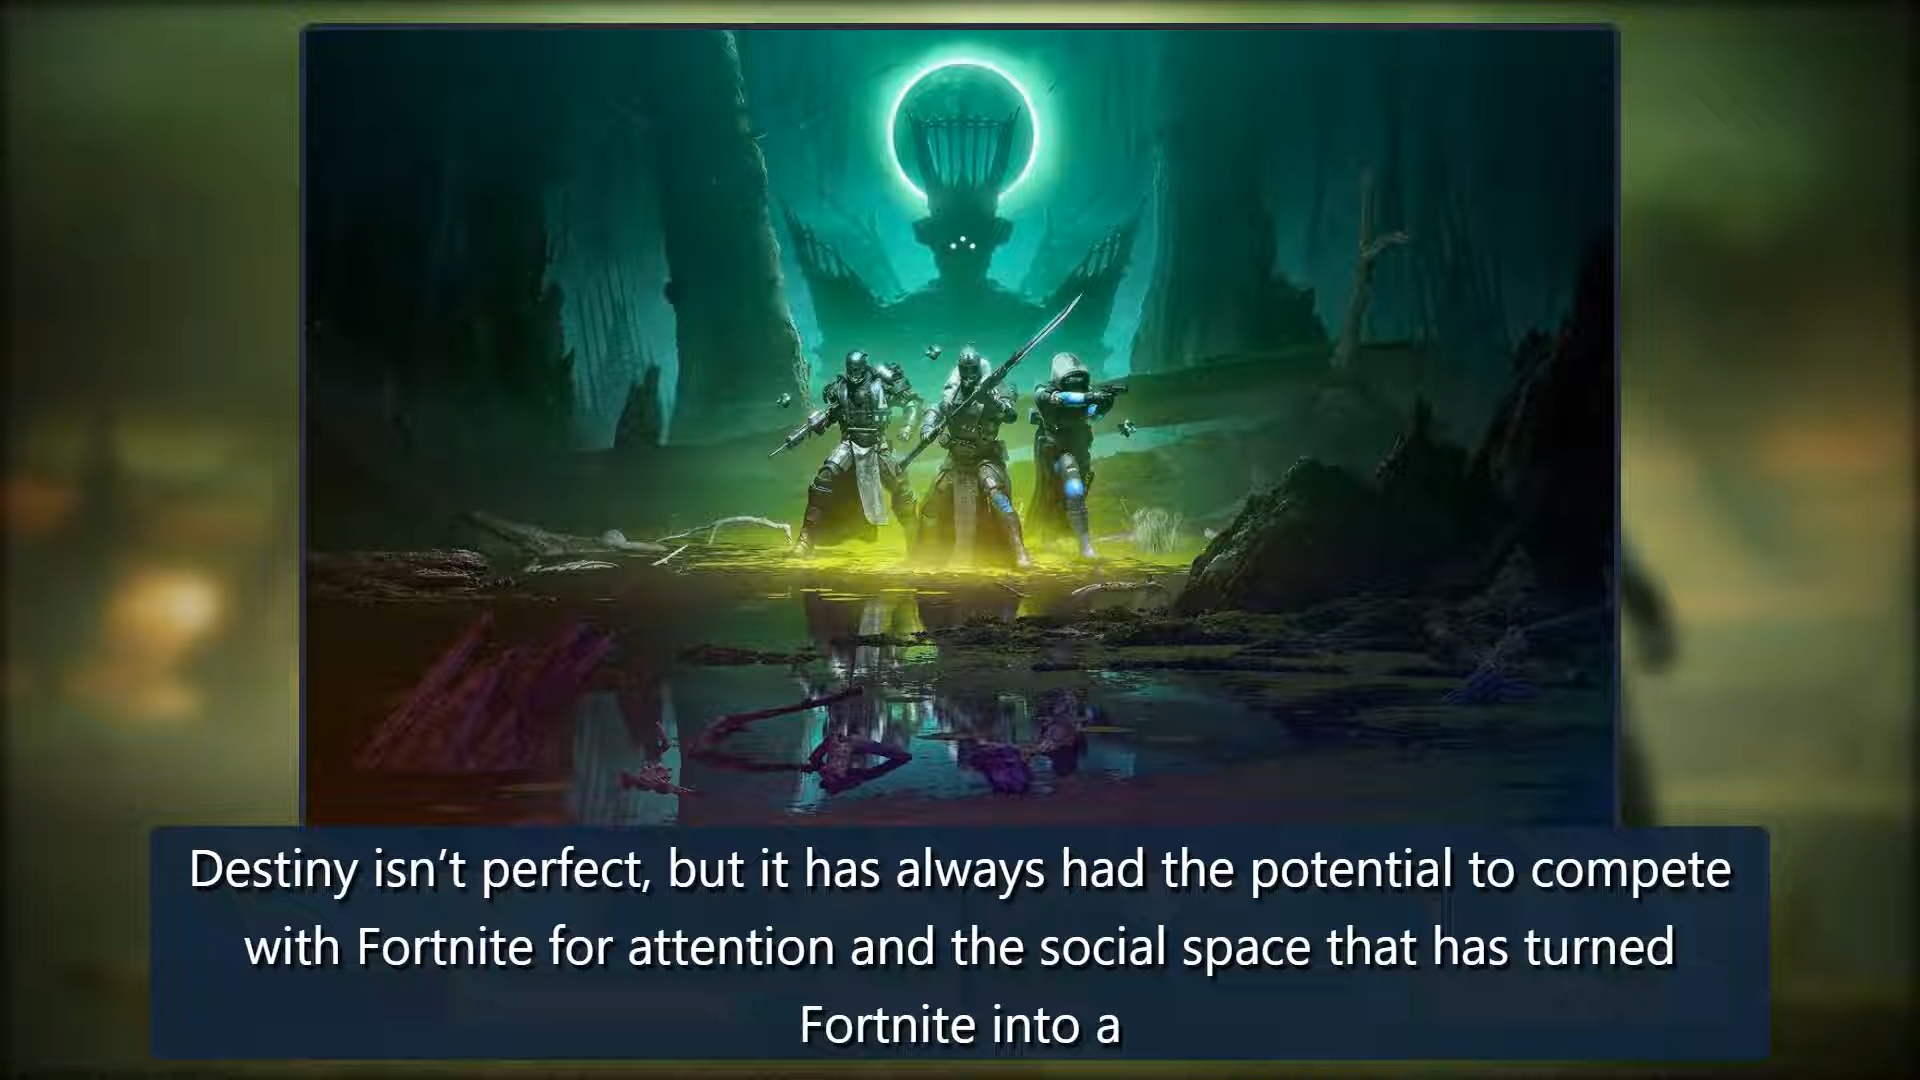 Destiny isn’t perfect, but it has always had the potential to compete
with Fortnite for attention and the social space that has turned
Fortnite into a